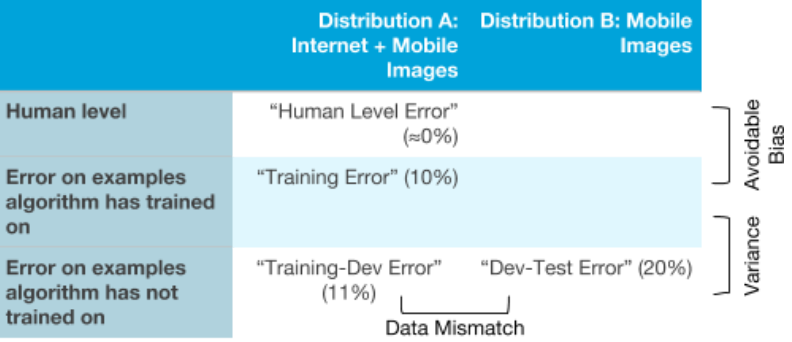 Distribution A:
Internet + Mobile
Images
Distribution B: Mobile
Images
Human level
“Human Level Error”
(≈0%)
Error on examples
algorithm has trained
on
“Training Error” (10%)
Error on examples
algorithm has not
trained on
“Training-Dev Error”
(11%)
“Dev-Test Error” (20%)
Data Mismatch
Avoidable
Bias
Variance